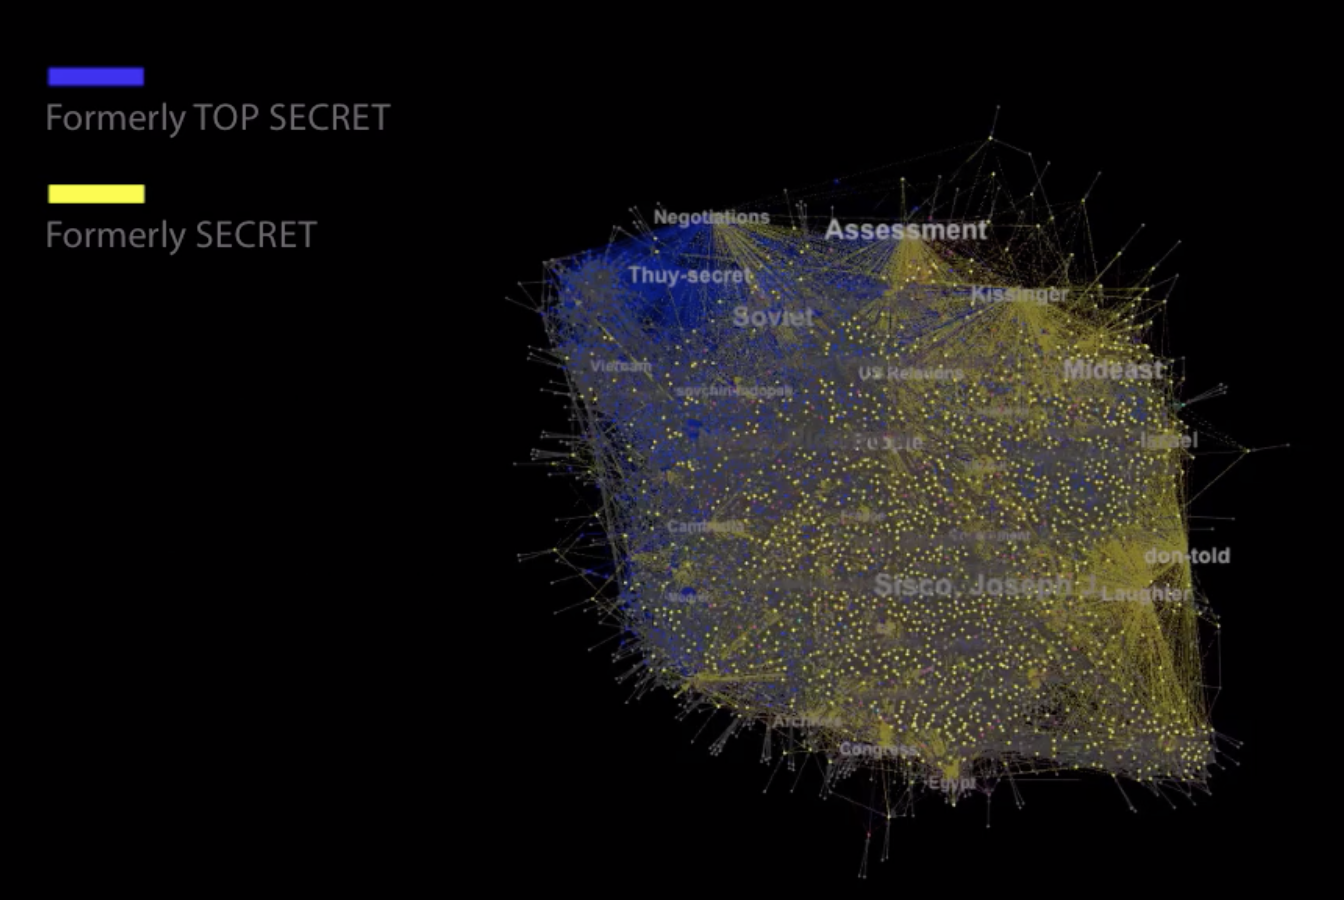 Formerly TOP SECRET
Formerly SECRET
Negotiations
Assessment
Thuy-secret
Kissinger
Soviet
Vietnam
US Relations
Mideast
Israel
Cambodia
don-told
Sisco, Joseph J.
Laughter
Archives
Congress
Egypt